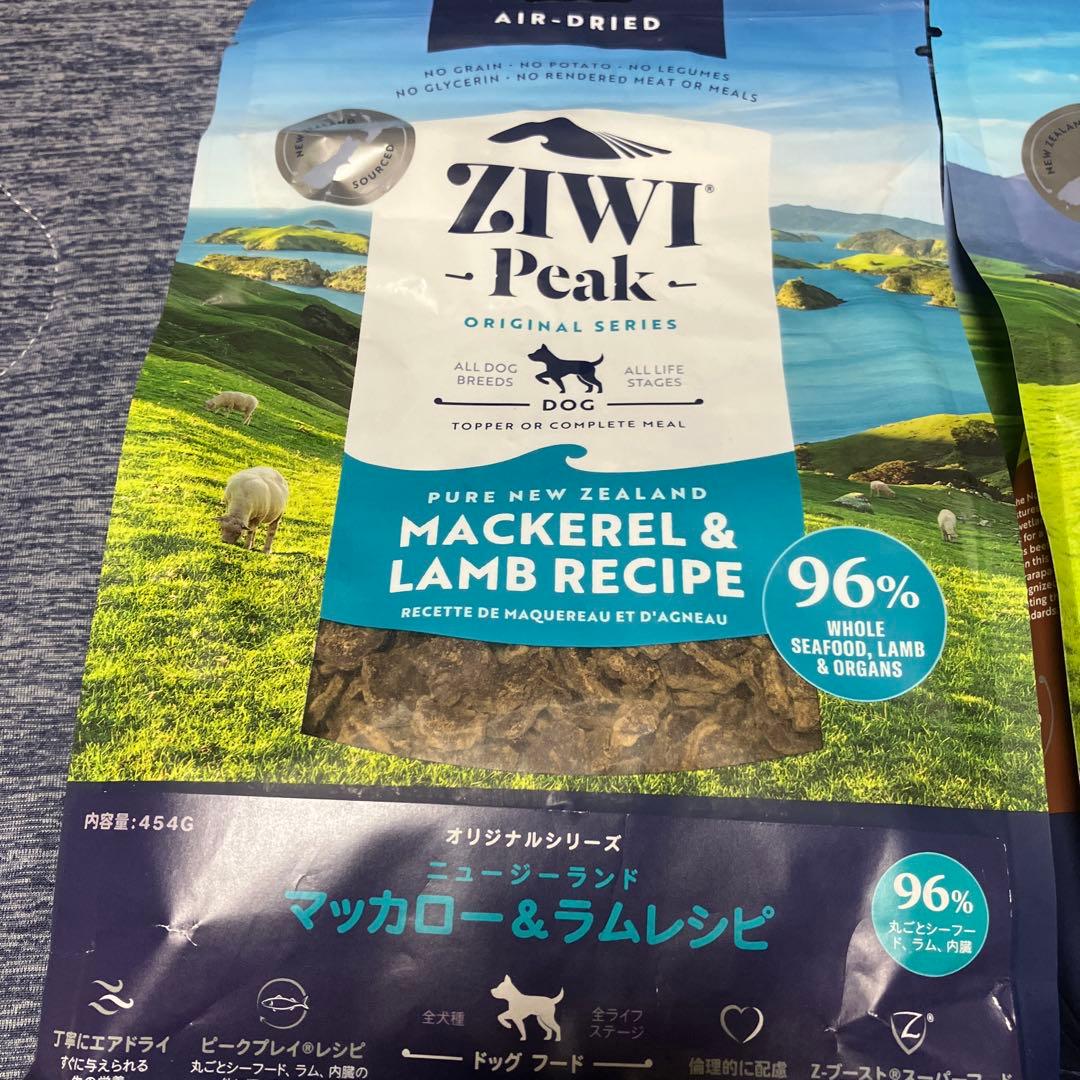 AIR-DRIED
NO GRAIN · NO POTATO · NO LEGUMES
NO GLYCERIN · NO RENDERED MEAT OR MEALS
NEW
SOURCED
ZIWI®
Peak
ORIGINAL SERIES
ALL DOG
BREEDS
ALL LIFE
STAGES
DOG
TOPPER OR COMPLETE MEAL
PURE NEW ZEALAND
MACKEREL &
LAMB RECIPE
RECETTE DE MAQUEREAU ET D'AGNEAU
96%
WHOLE
SEAFOOD, LAMB
& ORGANS
NEW ZEALAND
内容量:454G
オリジナルシリーズ
ニュージーランド
マッカロー&ラムレシピ
96%
丸ごとシーフー
ド、ラム、内臓
丁寧にエアドライ
すぐに与えられる
ピークプレイ®レシピ
丸ごとシーフード、ラム、内臓の
全犬種
全ライフ
ステージ
ドッグ フード
倫理的に配慮
Z®
Z-ブースト®スーパーフード